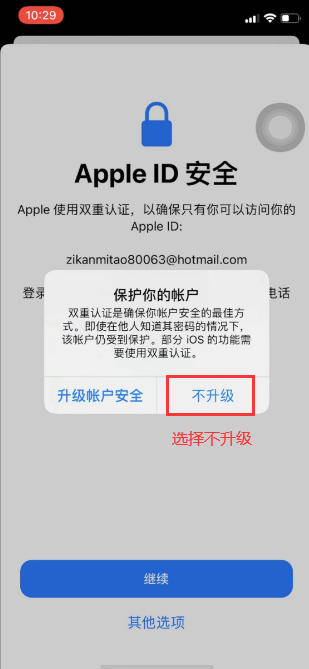 10:29
Apple ID 安全
Apple 使用双重认证，以确保只有你可以访问你的
Apple ID:
zikanmitao80063@hotmail.com
登录
电话
保护你的帐户
双重认证是确保你帐户安全的最佳方
式。即使在他人知道其密码的情况下，
该帐户仍受到保护。部分 iOS 的功能需
要使用双重认证。
升级帐户安全
不升级
选择不升级
继续
其他选项